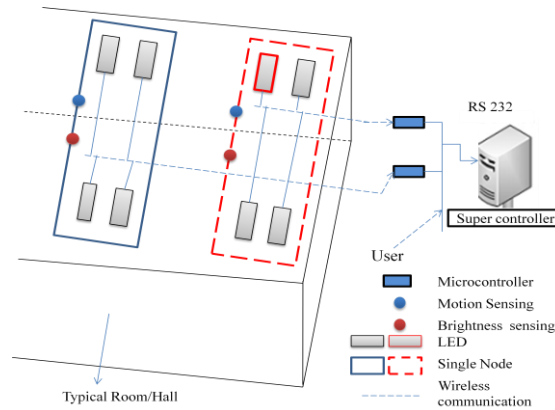 RS 232
Super controller
User
Microcontroller
Motion Sensing
Brightness sensing
LED
Single Node
Wireless
communication
Typical Room/Hall